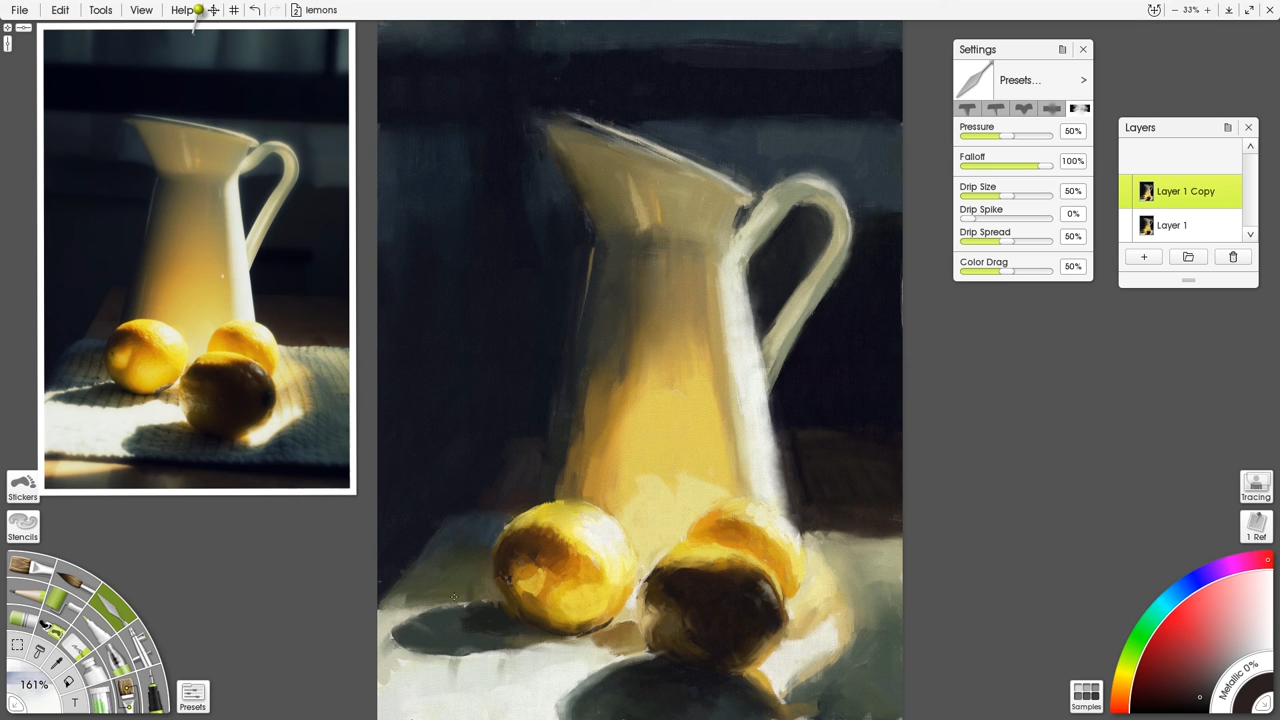 File Edit Tools View Help lemons 33%
Settings
Presets... >
Pressure 50%
Falloff 100%
Drip Size 50%
Drip Spike 0%
Drip Spread 50%
Color Drag 50%
Layers
Layer 1 Copy
Layer 1
Stickers
Stencils
161%
T
Presets
Tracing
1 Ref
Metallic 0%
Samples